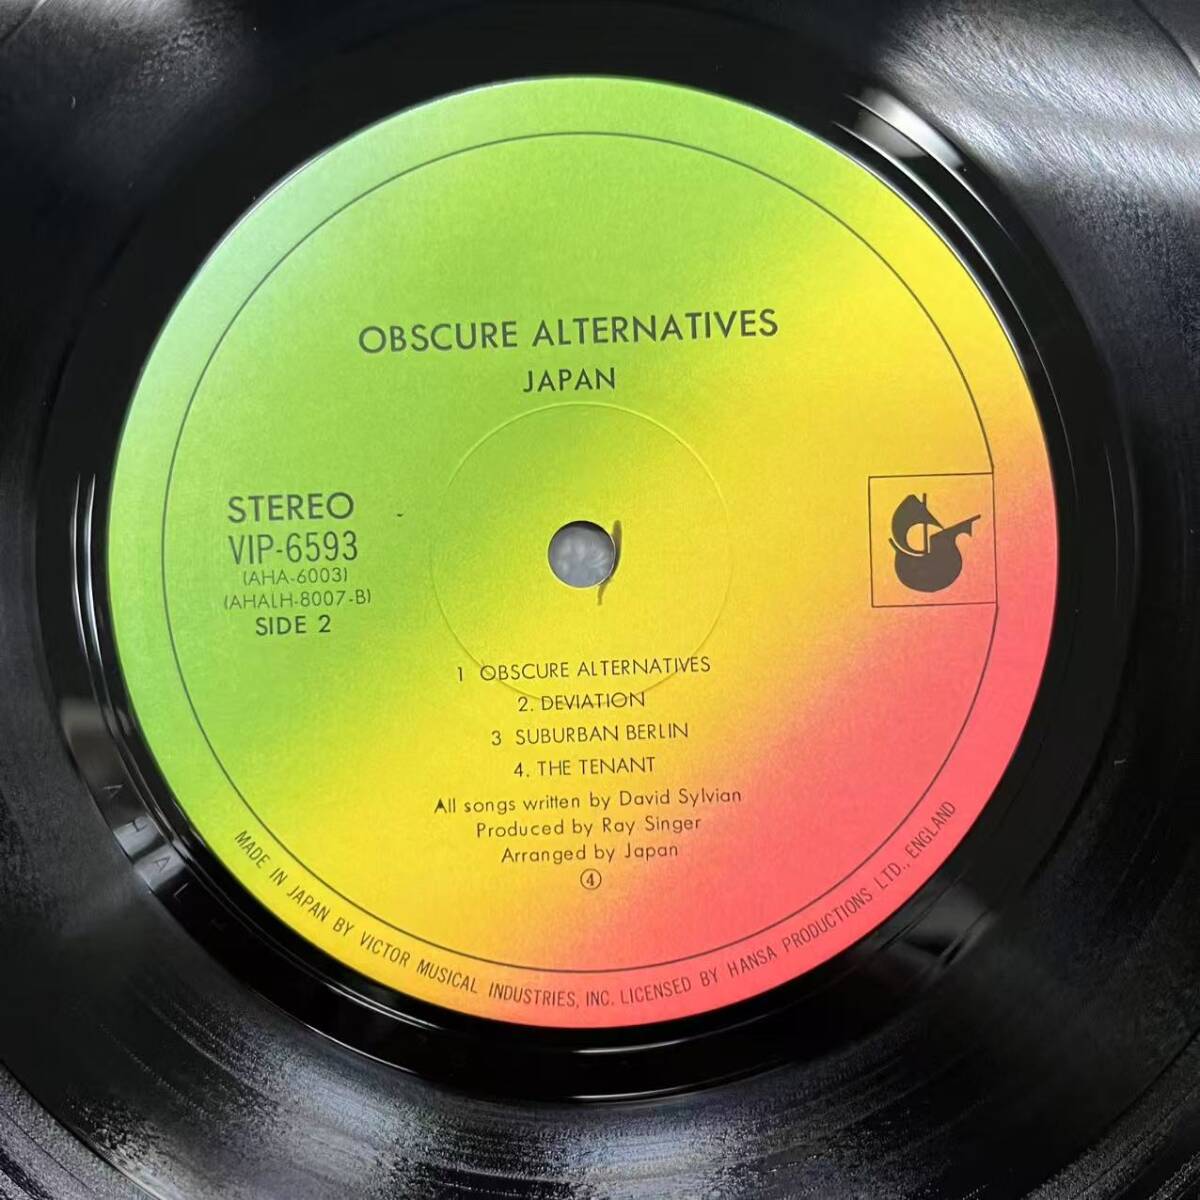 OBSCURE ALTERNATIVES
JAPAN
STEREO
VIP-6593
(AHA-6003)
(AHALH-8007-B)
SIDE 2
1 OBSCURE ALTERNATIVES
2. DEVIATION
3 SUBURBAN BERLIN
4. THE TENANT
All songs written by David Sylvian
Produced by Ray Singer
Arranged by Japan
④
MADE IN JAPAN BY VICTOR MUSICAL INDUSTRIES, INC. LICENSED BY HANSA PRODUCTIONS LTD., ENGLAND